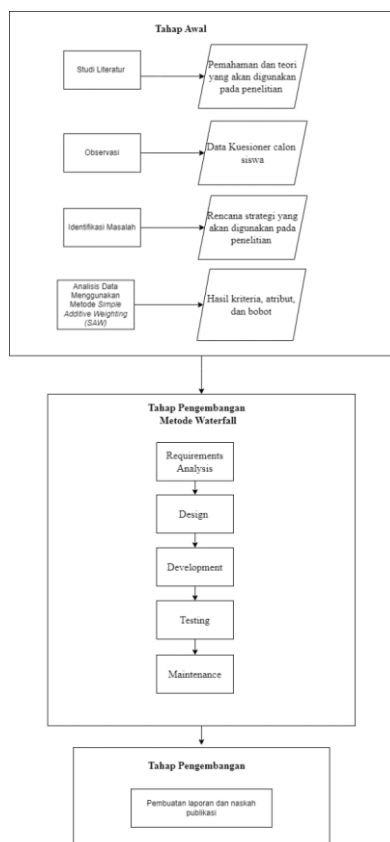 Tahap Awal
Studi Literatur
Pemahaman dan teori
yang akan digunakan
pada penelitian
Observasi
Data Kuesioner calon
siswa
Identifikasi Masalah
Rencana strategi yang
akan digunakan pada
penelitian
Analisis Data
Menggunakan
Metode Simple
Additive Weighting
(SAW)
Hasil kriteria, atribut,
dan bobot
Tahap Pengembangan
Metode Waterfall
Requirements
Analysis
Design
Development
Testing
Maintenance
Tahap Pengembangan
Pembuatan laporan dan naskah
publikasi